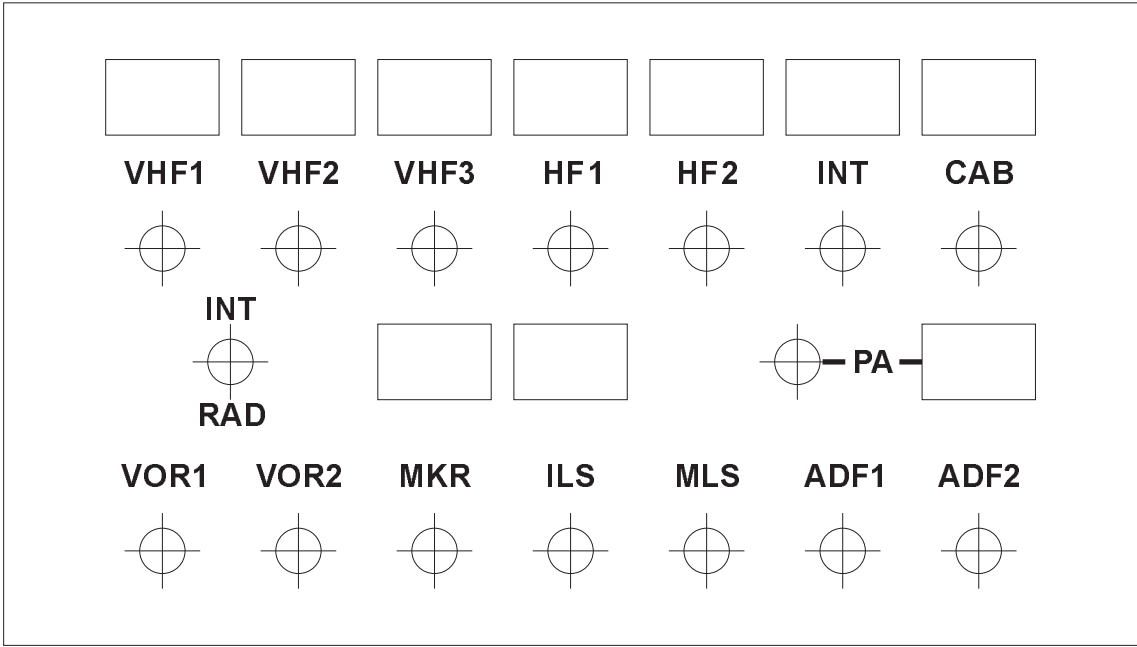 VHF1 VHF2 VHF3 HF1 HF2 INT CAB
INT
PA
RAD
VOR1 VOR2 MKR ILS MLS ADF1 ADF2